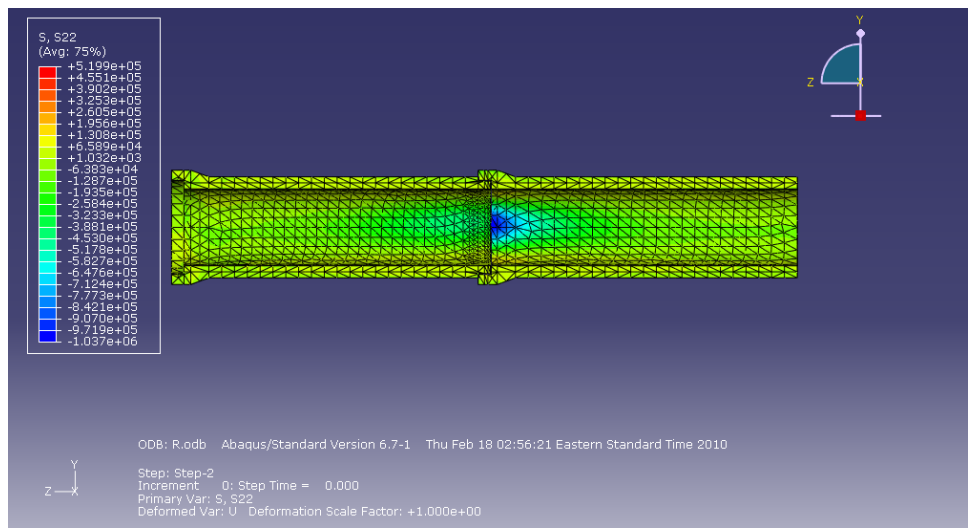 S, S22
(Avg: 75%)
+5.199e+05
+4.551e+05
+3.902e+05
+3.253e+05
+2.605e+05
+1.956e+05
+1.308e+05
+6.589e+04
+1.032e+03
-6.383e+04
-1.287e+05
-1.935e+05
-2.584e+05
-3.233e+05
-3.881e+05
-4.530e+05
-5.178e+05
-5.827e+05
-6.476e+05
-7.124e+05
-7.773e+05
-8.421e+05
-9.070e+05
-9.719e+05
-1.037e+06
Y
Z X
ODB: R.odb Abaqus/Standard Version 6.7-1 Thu Feb 18 02:56:21 Eastern Standard Time 2010
Y
Z X
Step: Step-2
Increment 0: Step Time = 0.000
Primary Var: S, S22
Deformed Var: U Deformation Scale Factor: +1.000e+00